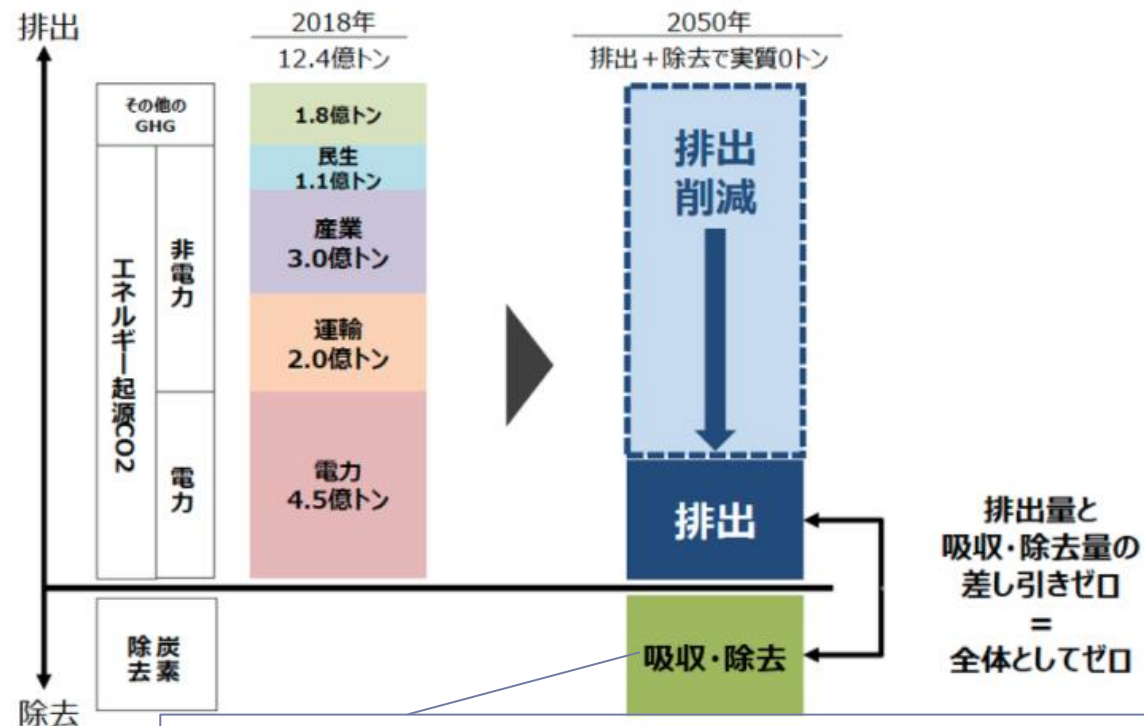 排出
2018年
12.4億トン
2050年
排出+除去で実質0トン
その他の
GHG
エネルギー起源CO2
非電力
電力
1.8億トン
民生
1.1億トン
産業
3.0億トン
運輸
2.0億トン
電力
4.5億トン
排出
削減
排出
排出量と
吸収・除去量の
差し引きゼロ
=
全体としてゼロ
炭素
除去
吸収・除去
除去